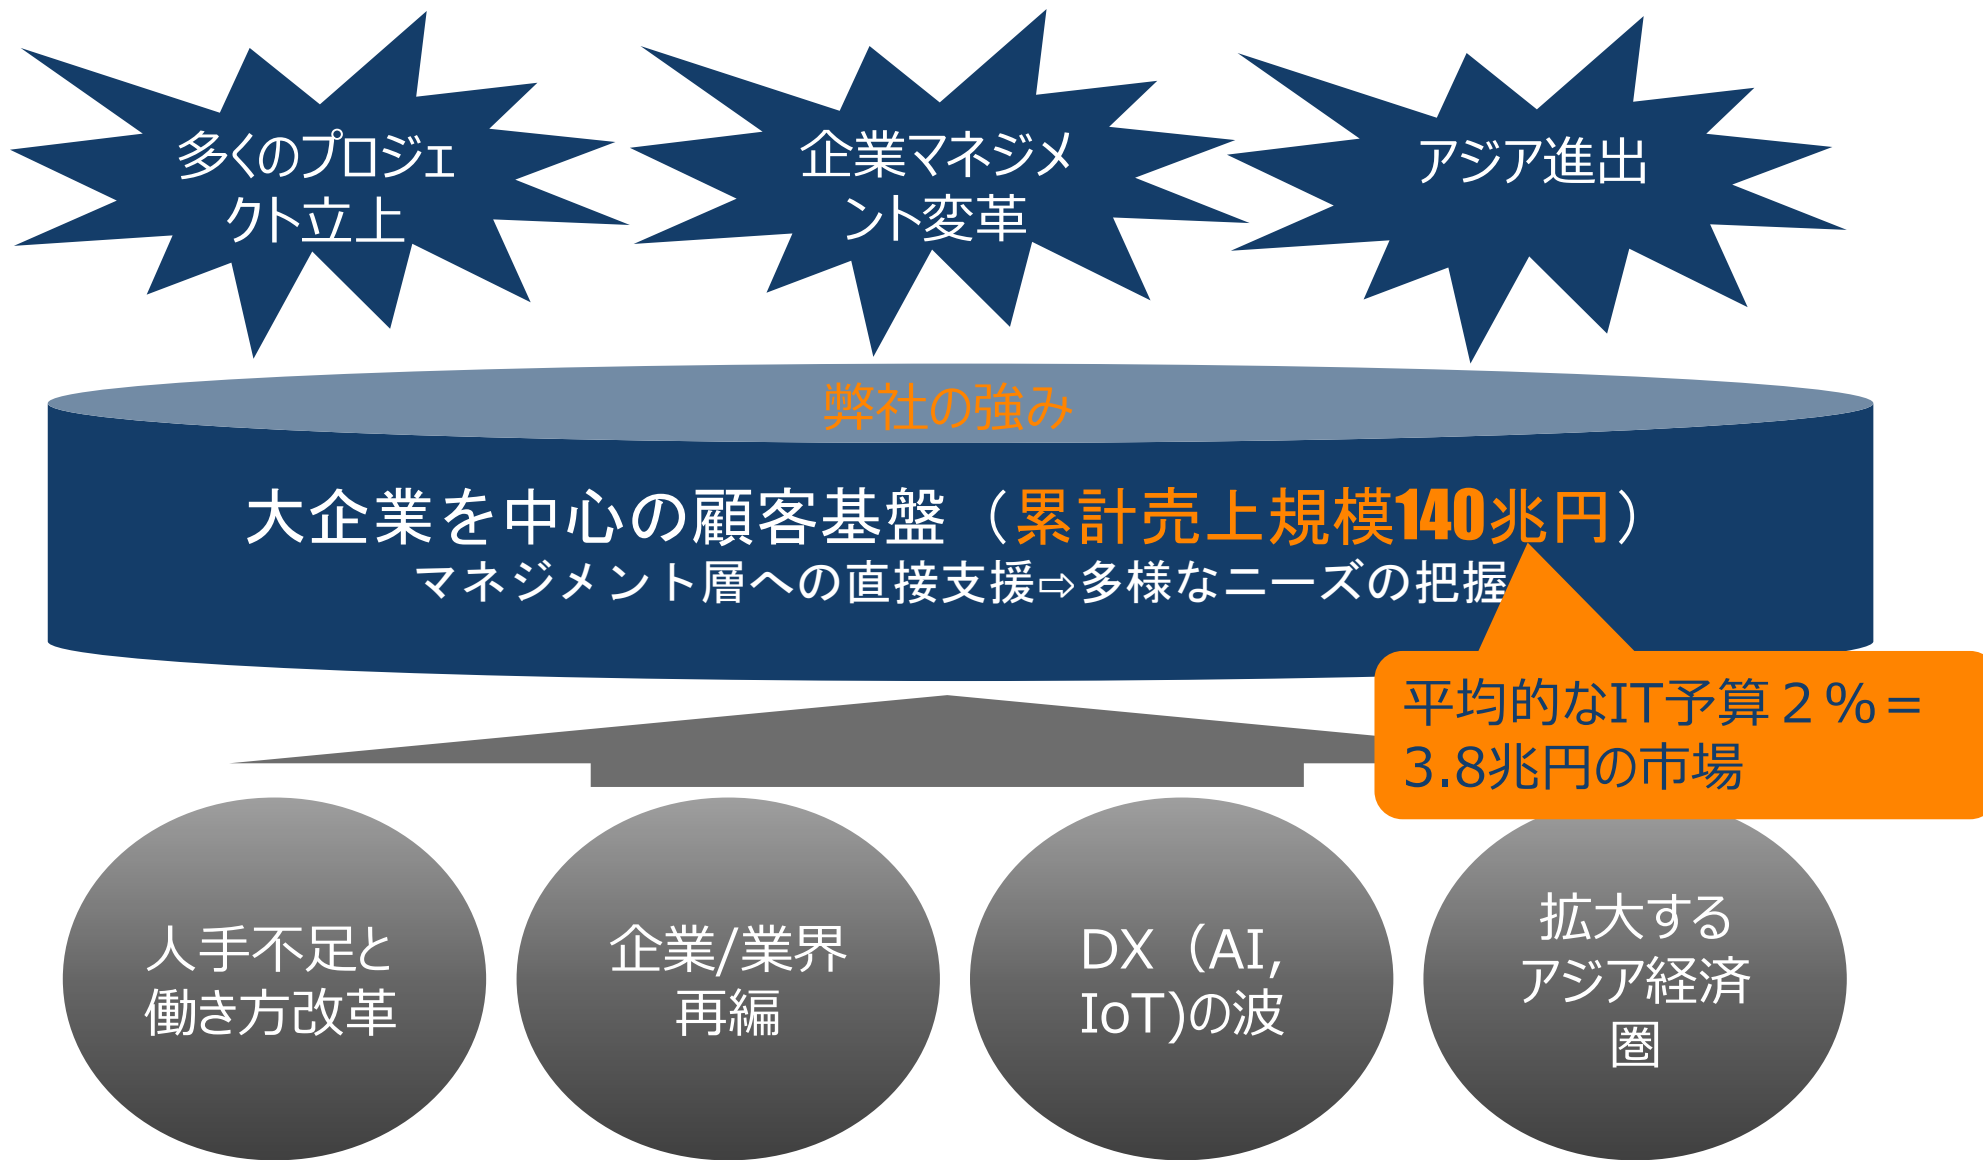 多くのプロジェ
クト立上
企業マネジメ
ント変革
アジア進出
弊社の強み
大企業を中心の顧客基盤（累計売上規模140兆円）
マネジメント層への直接支援⇨多様なニーズの把握
平均的なIT予算２%＝
3.8兆円の市場
人手不足と
働き方改革
企業/業界
再編
DX（AI,
IoT)の波
拡大する
アジア経済
圏